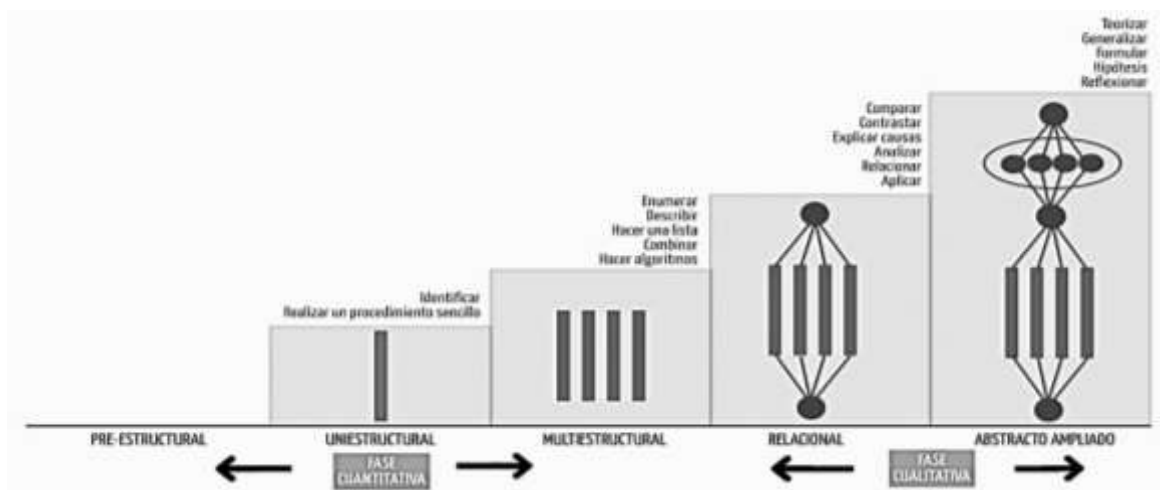 Teorizar
Generalizar
Formular
Hipótesis
Reflexionar
Comparar
Contrastar
Explicar causas
Analizar
Relacionar
Aplicar
Enumerar
Describir
Hacer una lista
Combinar
Hacer algoritmos
Identificar
Realizar un procedimiento sencillo
PRE-ESTRUCTURAL
UNIESTRUCTURAL
MULTIESTRUCTURAL
RELACIONAL
ABSTRACTO AMPLIADO
FASE
CUANTITATIVA
FASE
CUALITATIVA